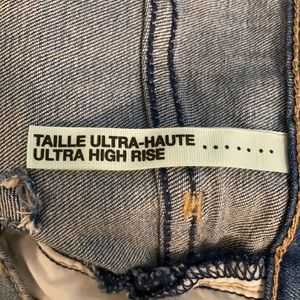 TAILLE ULTRA-HAUTE .......
ULTRA HIGH RISE